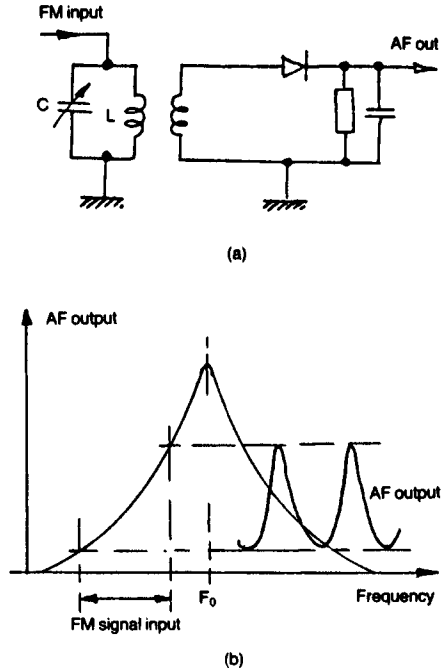 FM input
AF out
C
L
(a)
AF output
AF output
F₀
Frequency
FM signal input
(b)